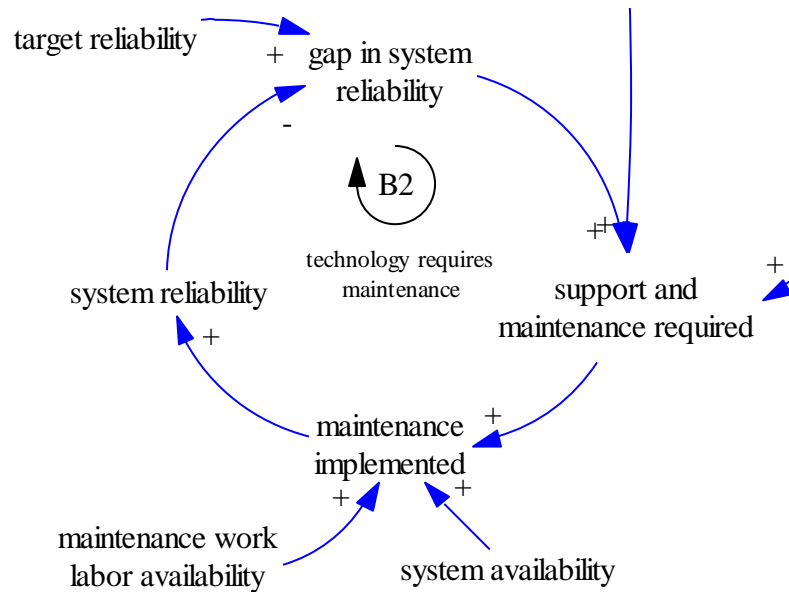 target reliability
+
gap in system
reliability
-
B2
technology requires
maintenance
++
+
system reliability
support and
maintenance required
+
+
maintenance
implemented
+
+
maintenance work
labor availability
system availability